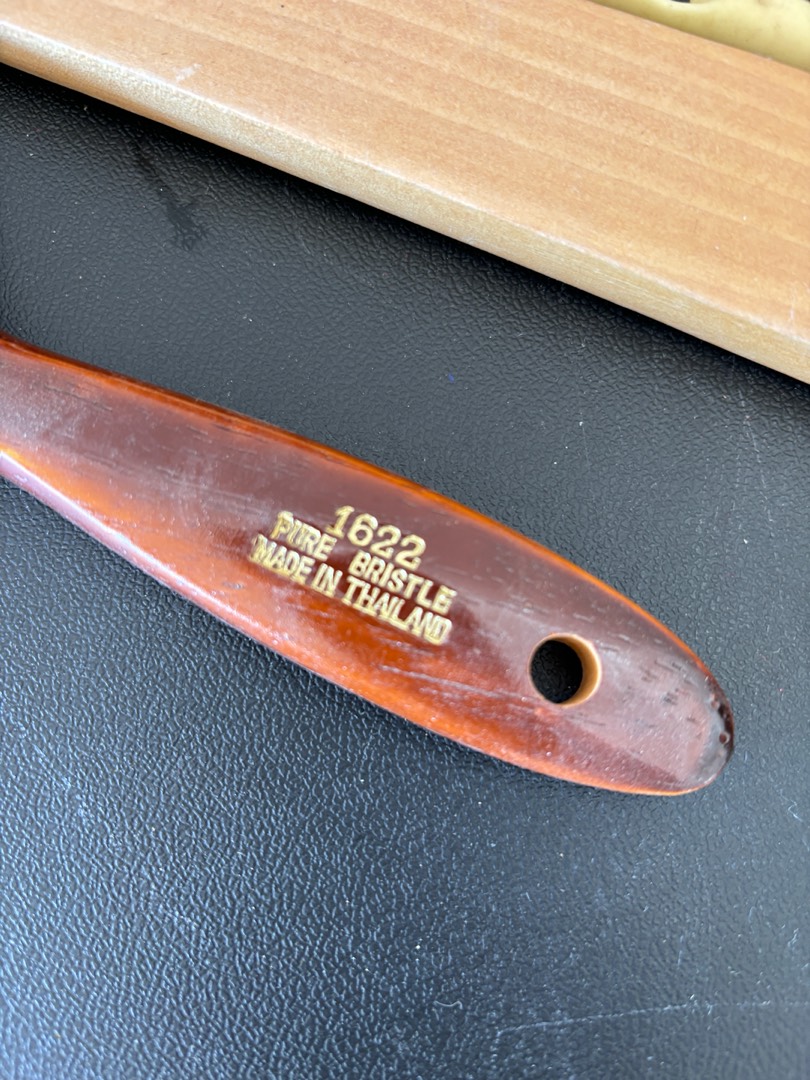 1622
PURE BRISTLE
MADE IN THAILAND